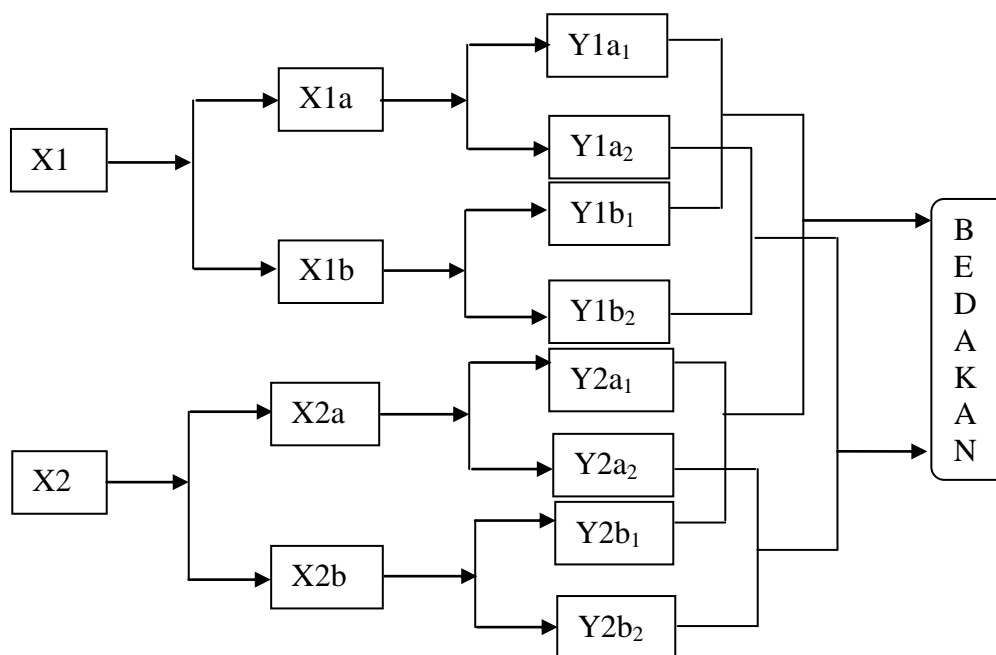 X1
X1a
X1b
Y1a₁
Y1a₂
Y1b₁
Y1b₂
X2
X2a
X2b
Y2a₁
Y2a₂
Y2b₁
Y2b₂
B
E
D
A
K
A
N